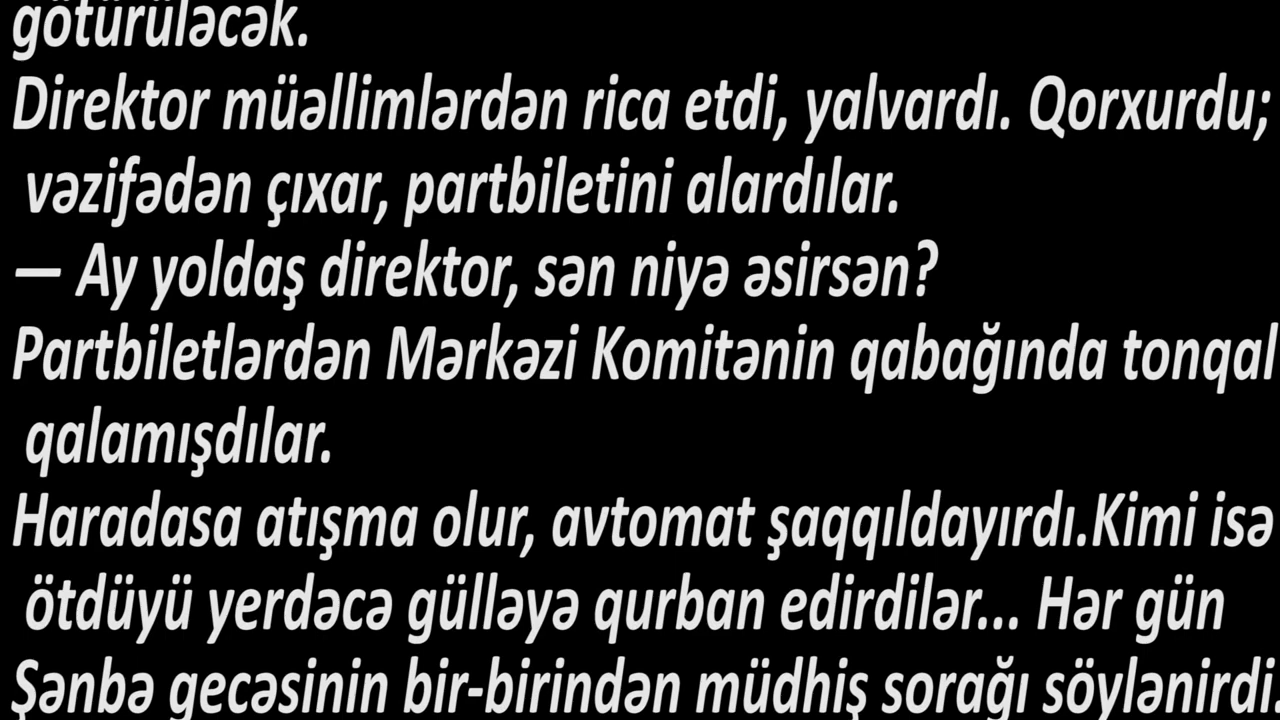 götürüləcək.
Direktor müəllimlərdən rica etdi, yalvardı. Qorxurdu;
vəzifədən çıxar, partbiletini alardılar.
— Ay yoldaş direktor, sən niyə əsirsən?
Partbiletlərdən Mərkəzi Komitənin qabağında tonqal
qalamışdılar.
Haradasa atışma olur, avtomat şaqqıldayırdı.Kimi isə
ötdüyü yerdəcə gülləyə qurban edirdilər... Hər gün
Şənbə gecəsinin bir-birindən müdhiş sorağı söylənirdi.